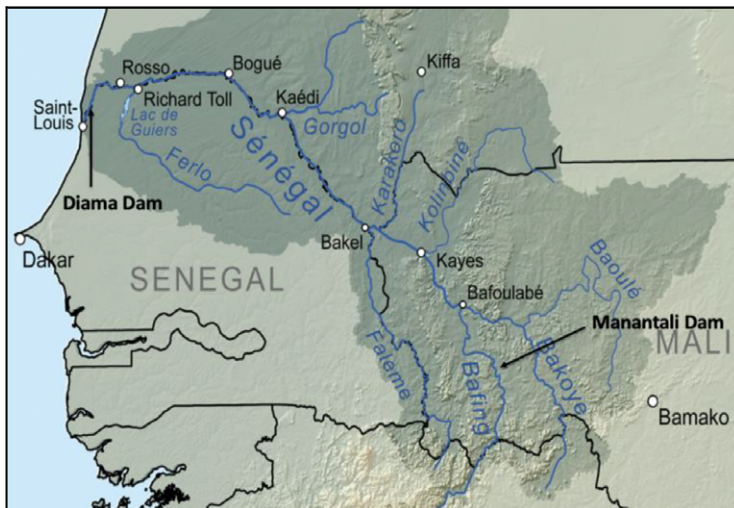 Rosso
Bogué
Kiffa
Richard Toll
Saint-
Louis
Lac de
Guiers
Kaédi
Gorgol
Sénégal
Karakoro
Kolinbiné
Ferlo
Diama Dam
Bakel
Dakar
Kayes
SENEGAL
Bafoulabé
Baoulé
Manantali Dam
MALI
Falémé
Bafing
Bakoye
Bamako